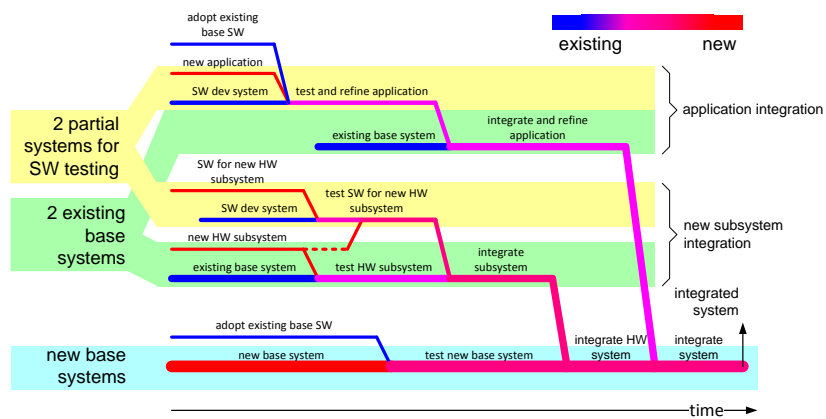 adopt existing
base SW
existing
new
new application
SW dev system
test and refine application
application integration
2 partial
systems for
SW testing
existing base system
integrate and refine
application
SW for new HW
subsystem
SW dev system
test SW for new HW
subsystem
new subsystem
integration
2 existing
base
systems
new HW subsystem
existing base system
test HW subsystem
integrate
subsystem
integrated
system
adopt existing base SW
new base
systems
new base system
test new base system
integrate HW
system
integrate
system
time